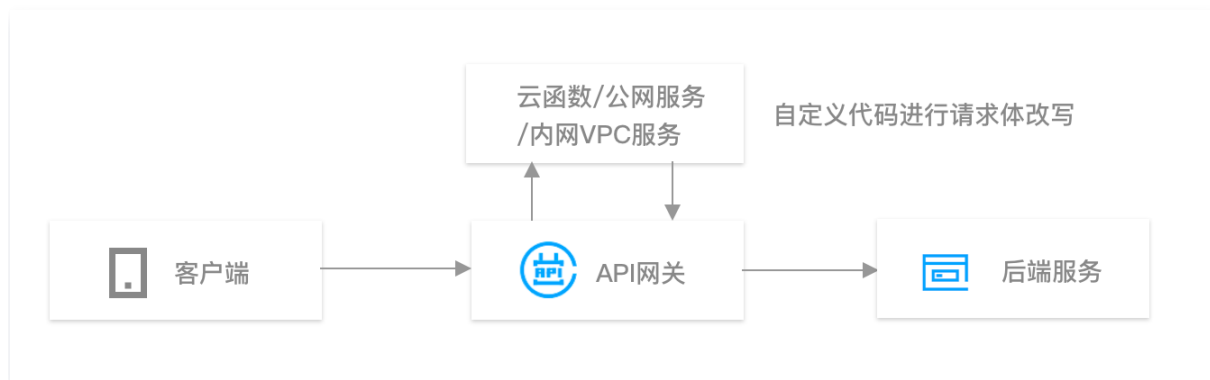 云函数/公网服务
/内网VPC服务
自定义代码进行请求体改写
客户端
API
API网关
后端服务